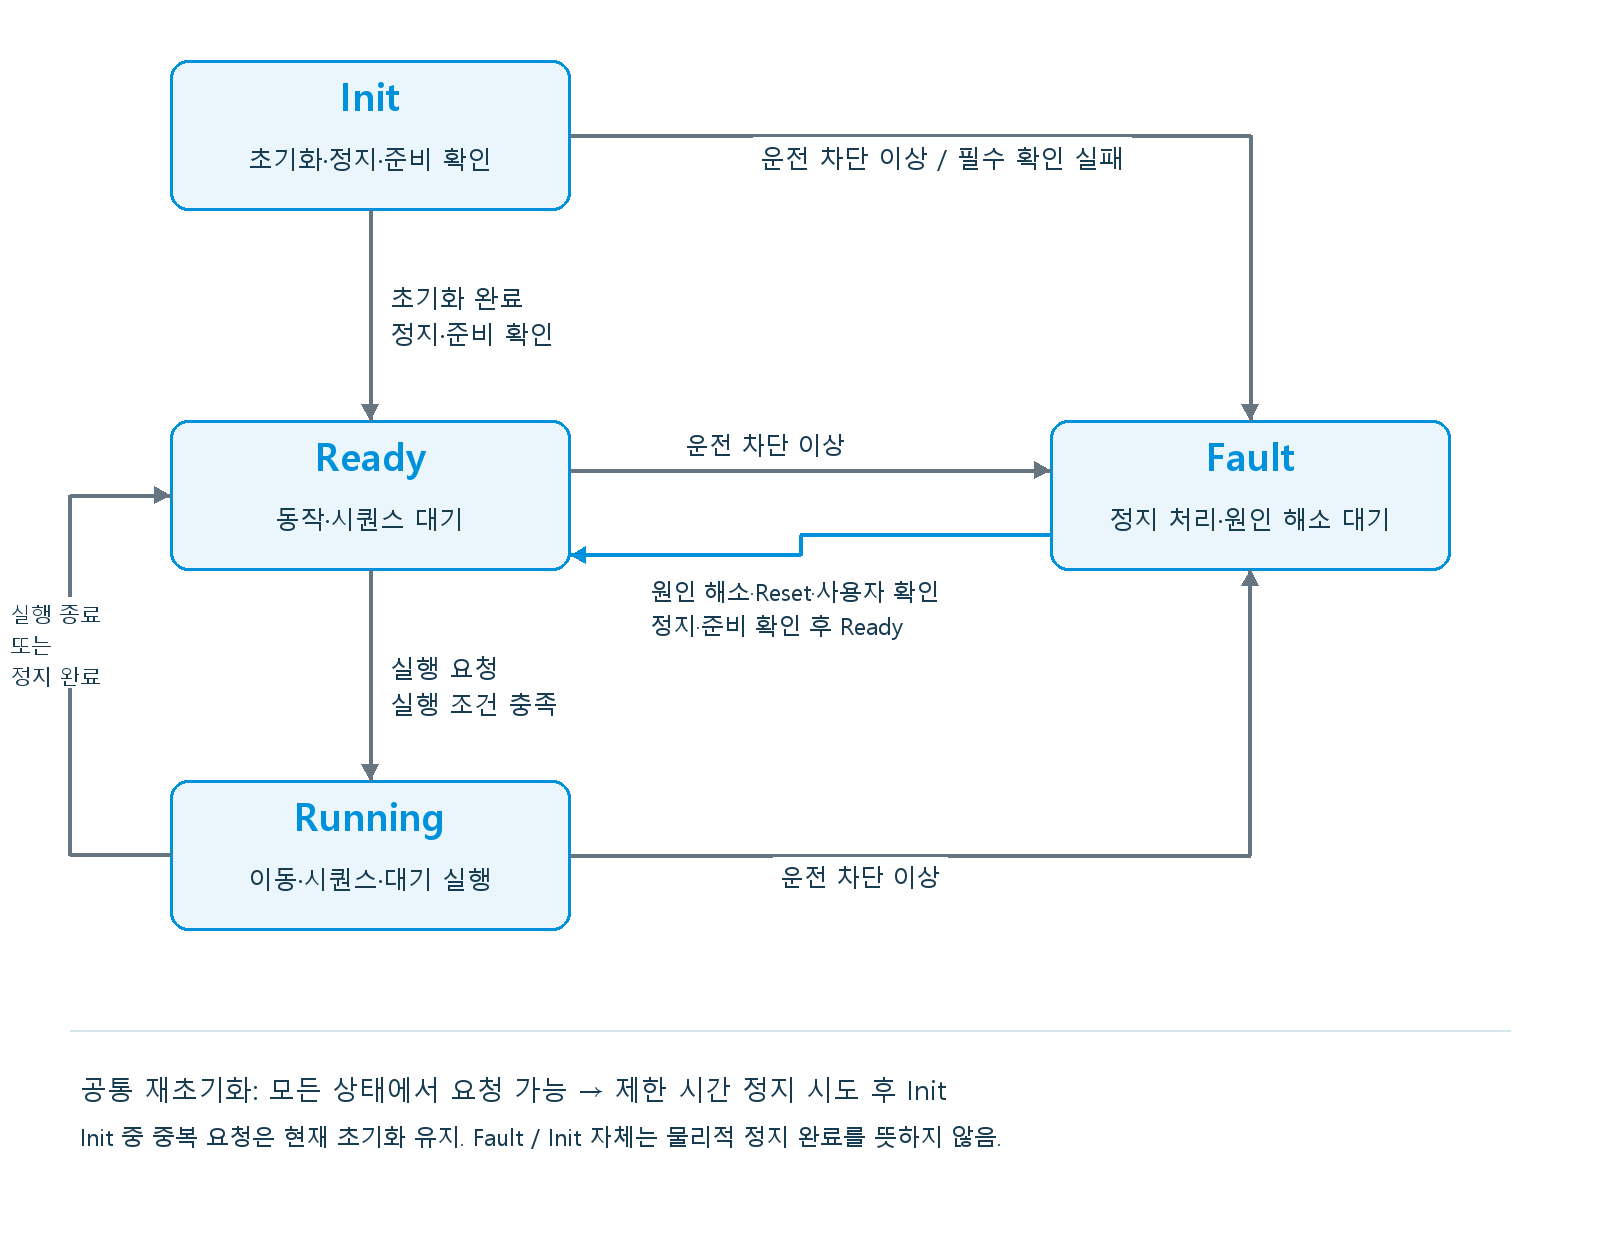 Init
초기화·정지·준비 확인
운전 차단 이상 / 필수 확인 실패
초기화 완료
정지·준비 확인
Ready
동작·시퀀스 대기
운전 차단 이상
Fault
정지 처리·원인 해소 대기
원인 해소·Reset·사용자 확인
정지·준비 확인 후 Ready
실행 종료
또는
정지 완료
실행 요청
실행 조건 충족
Running
이동·시퀀스·대기 실행
운전 차단 이상
공통 재초기화: 모든 상태에서 요청 가능 → 제한 시간 정지 시도 후 Init
Init 중 중복 요청은 현재 초기화 유지. Fault / Init 자체는 물리적 정지 완료를 뜻하지 않음.